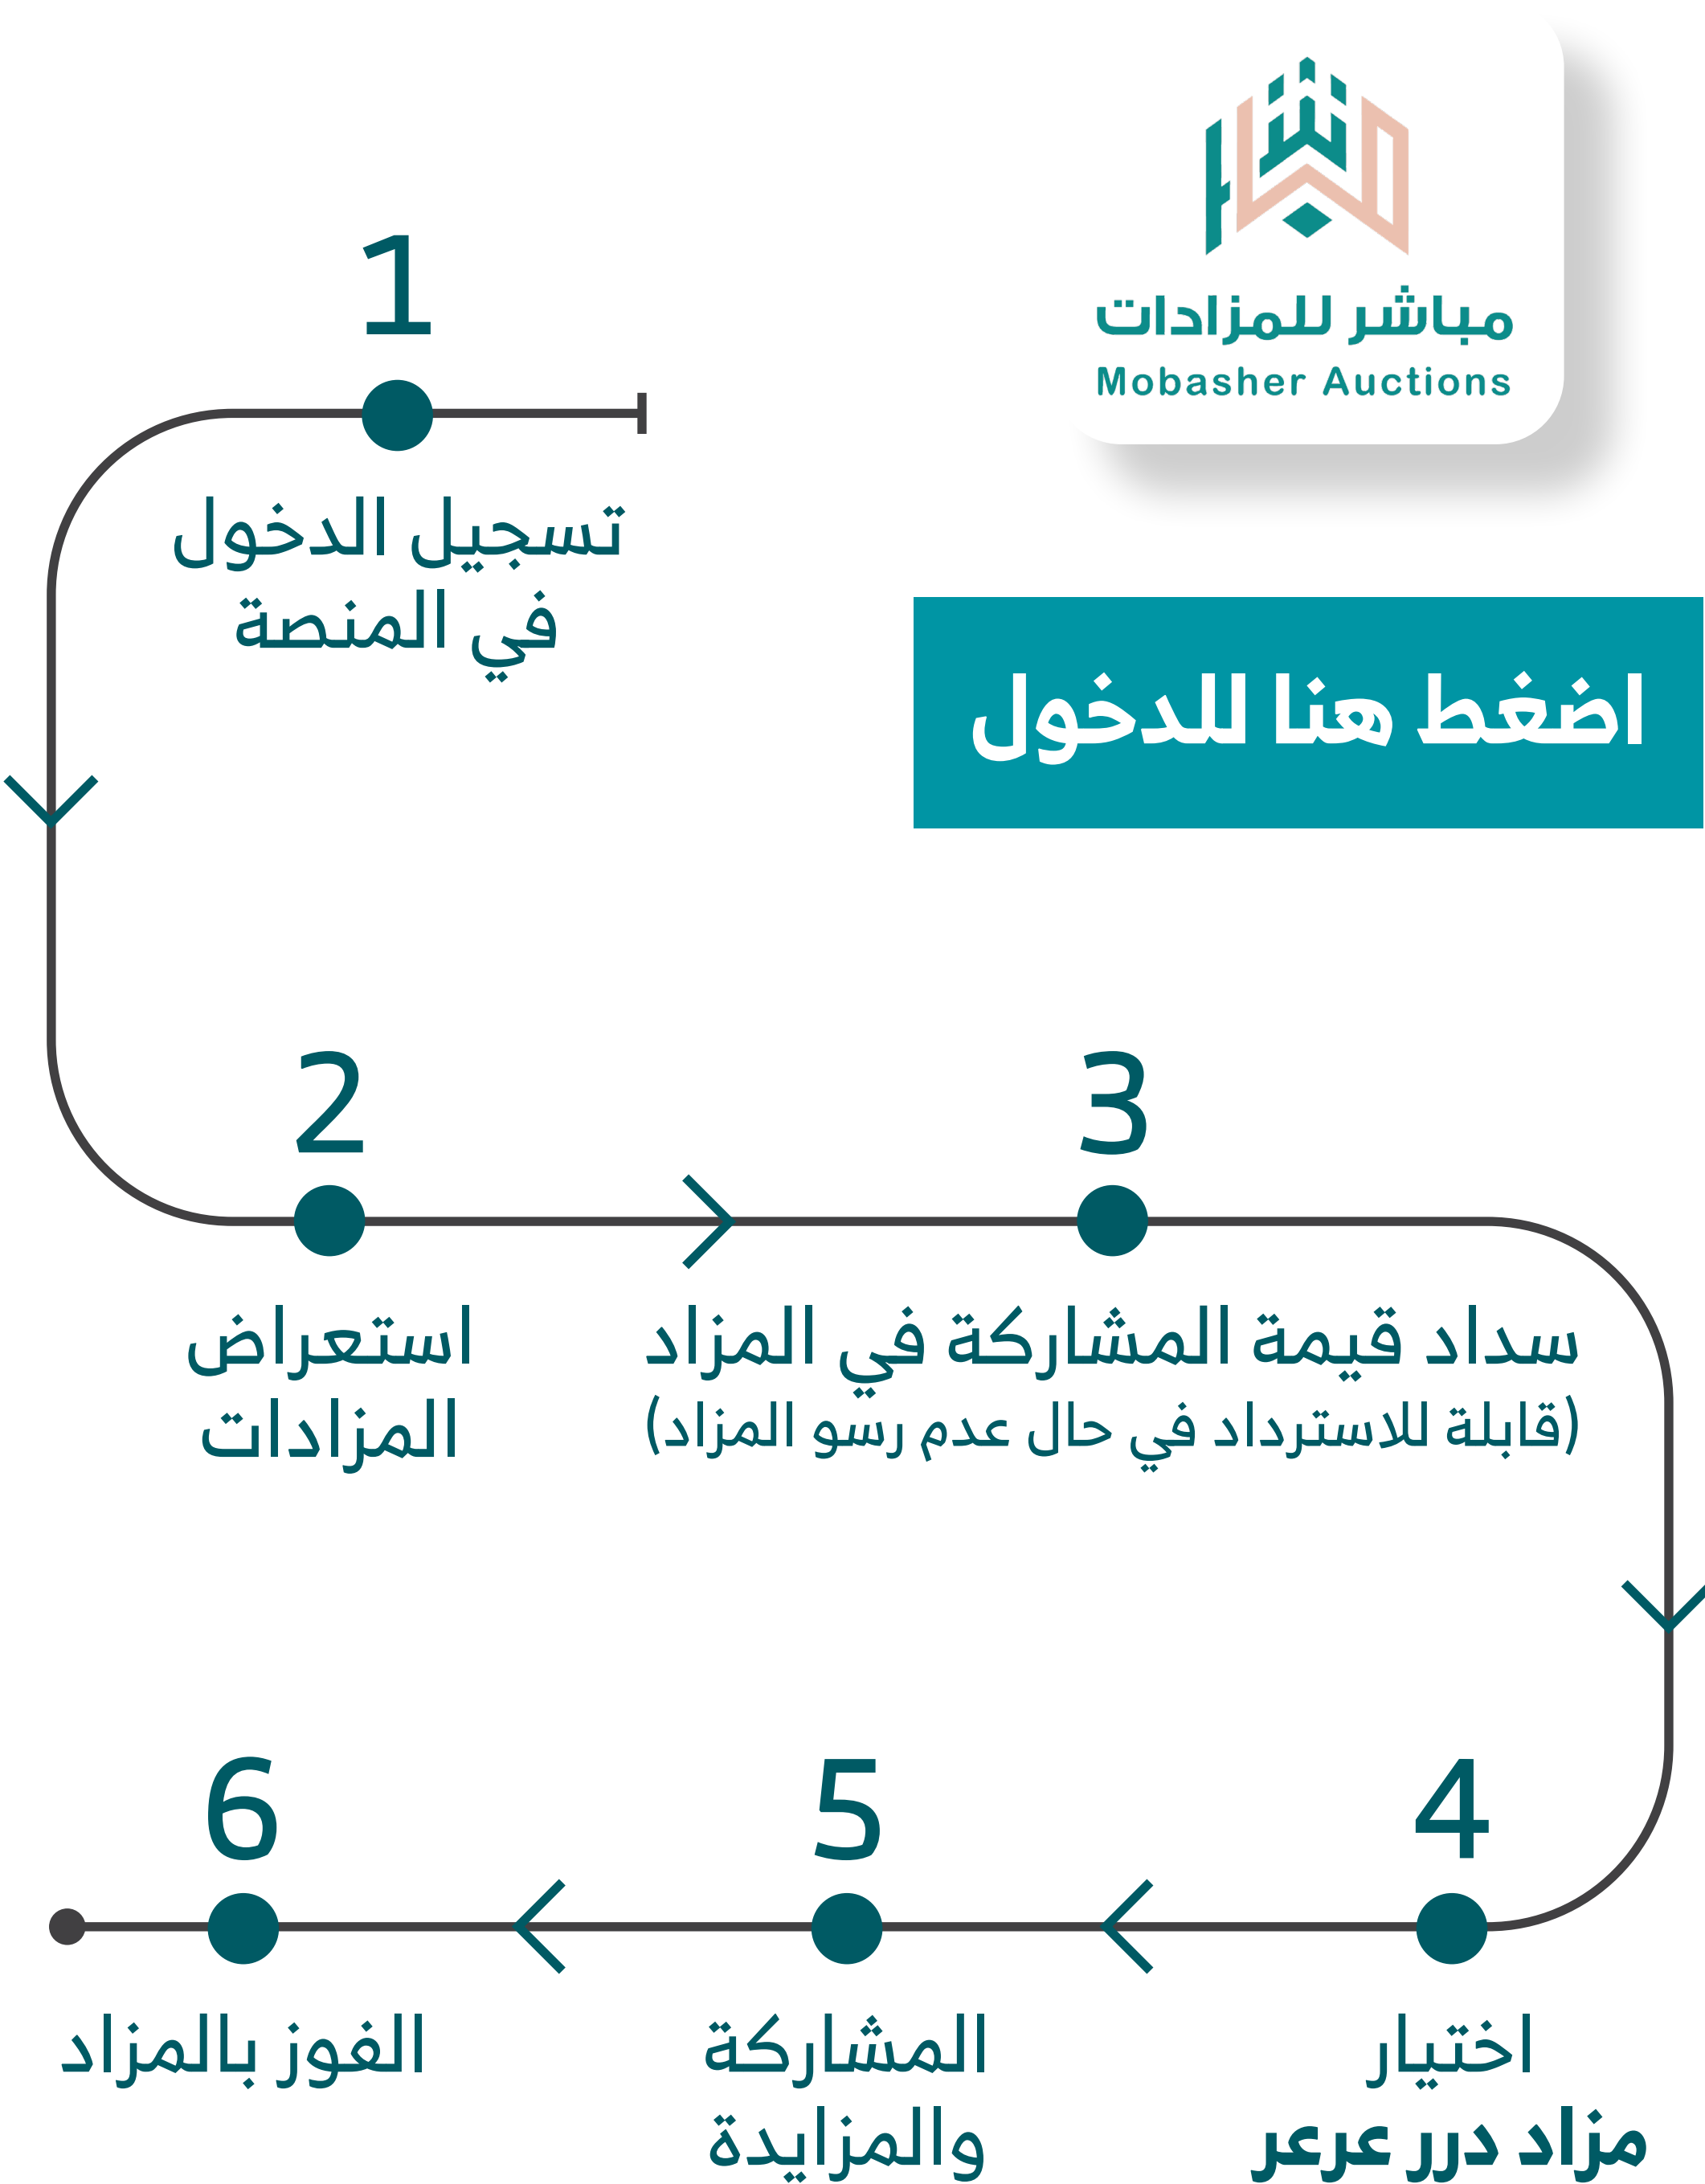 مباشر للمزادات
Mobasher Auctions
اضغط هنا للدخول
1
تسجيل الدخول
في المنصة
2
استعراض
المزادات
3
سداد قيمة المشاركة في المزاد
(قابلة للاسترداد في حال عدم رسو المزاد)
4
اختيار
مزاد درر عرعر
5
المشاركة
والمزايدة
6
الفوز بالمزاد